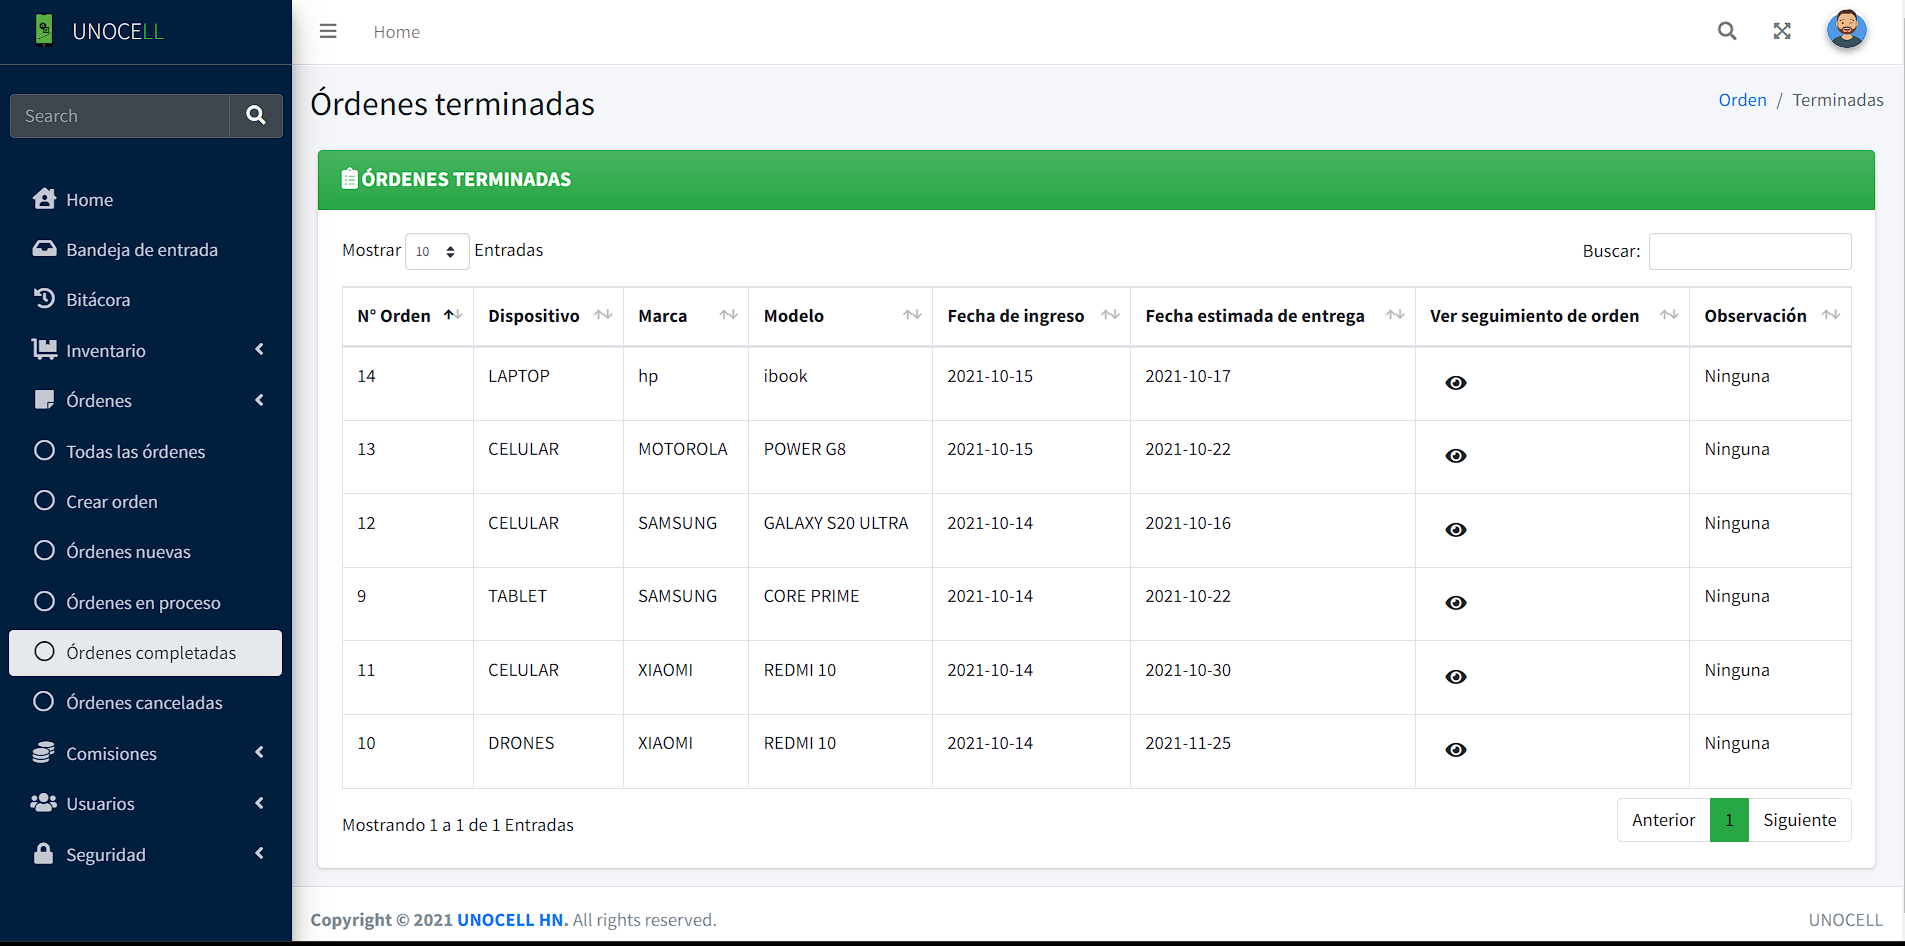 UNOCELL
Home
Search
Home
Bandeja de entrada
Bitácora
Inventario
Órdenes
Todas las órdenes
Crear orden
Órdenes nuevas
Órdenes en proceso
Órdenes completadas
Órdenes canceladas
Comisiones
Usuarios
Seguridad
Órdenes terminadas
Orden / Terminadas
ÓRDENES TERMINADAS
Mostrar 10 Entradas
Buscar:
N° Orden Dispositivo Marca Modelo Fecha de ingreso Fecha estimada de entrega Ver seguimiento de orden Observación
14 LAPTOP hp ibook 2021-10-15 2021-10-17 Ninguna
13 CELULAR MOTOROLA POWER G8 2021-10-15 2021-10-22 Ninguna
12 CELULAR SAMSUNG GALAXY S20 ULTRA 2021-10-14 2021-10-16 Ninguna
9 TABLET SAMSUNG CORE PRIME 2021-10-14 2021-10-22 Ninguna
11 CELULAR XIAOMI REDMI 10 2021-10-14 2021-10-30 Ninguna
10 DRONES XIAOMI REDMI 10 2021-10-14 2021-11-25 Ninguna
Mostrando 1 a 1 de 1 Entradas
Anterior 1 Siguiente
Copyright © 2021 UNOCELL HN. All rights reserved.
UNOCELL